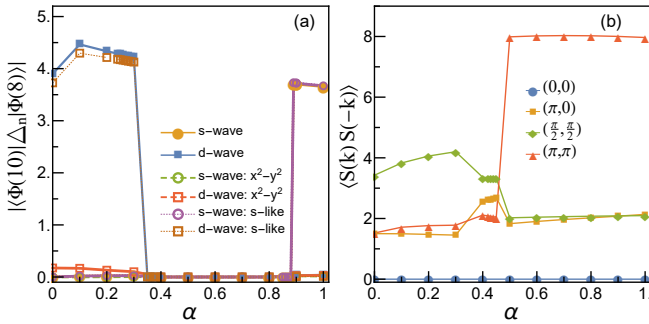 (a)
|⟨Φ(10)|△ₙ|Φ(8)⟩|
5.
4.
3.
2.
1.
0.
s-wave
d-wave
s-wave: x²-y²
d-wave: x²-y²
s-wave: s-like
d-wave: s-like
0 0.2 0.4 0.6 0.8 1
α
(b)
⟨S(k) S(-k)⟩
8
6
4
2
0
(0,0)
(π,0)
(π/2,π/2)
(π,π)
0. 0.2 0.4 0.6 0.8 1.
α